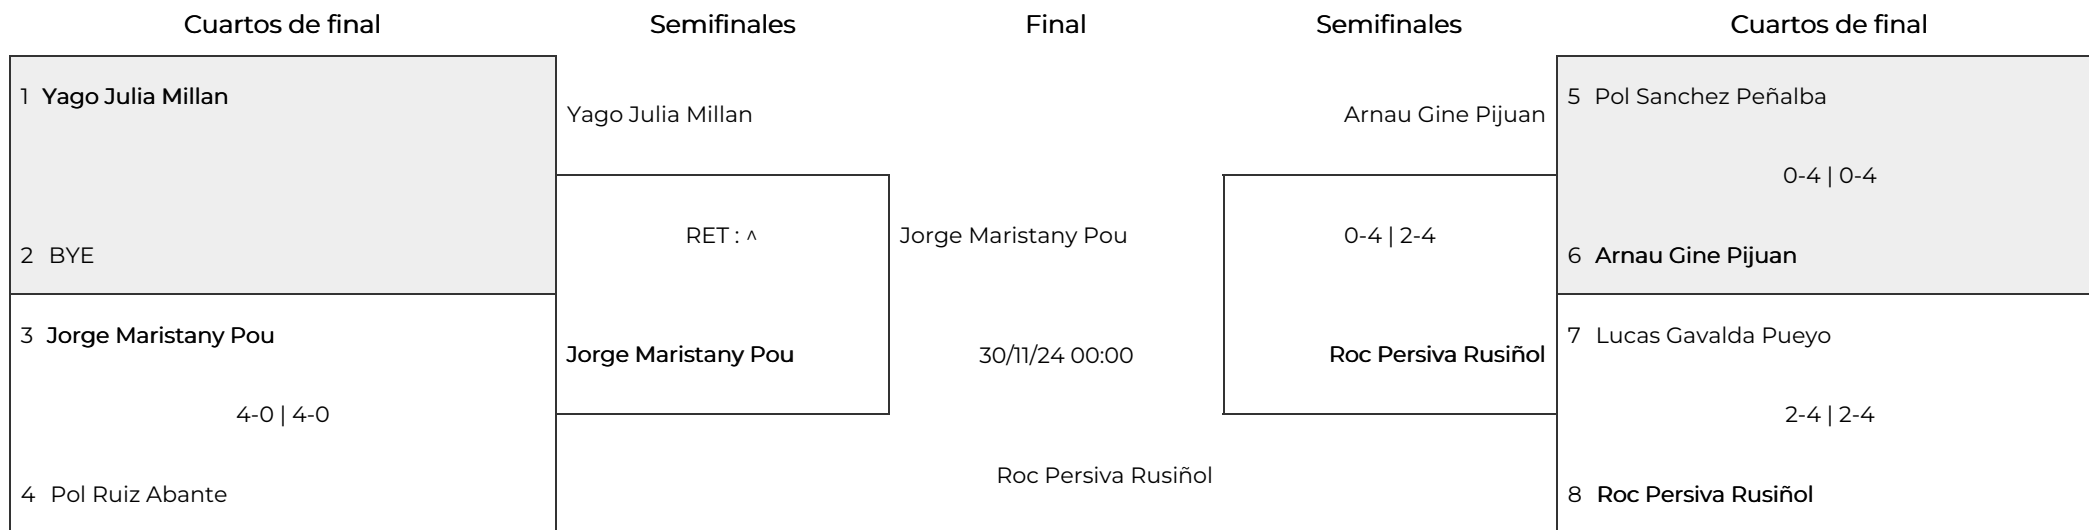 Cuartos de final
Semifinales
Final
Semifinales
Cuartos de final
1 Yago Julia Millan
2 BYE
3 Jorge Maristany Pou
4-0 | 4-0
4 Pol Ruiz Abante
Yago Julia Millan
RET : ^
Jorge Maristany Pou
Jorge Maristany Pou
30/11/24 00:00
Roc Persiva Rusiñol
Arnau Gine Pijuan
0-4 | 2-4
Roc Persiva Rusiñol
5 Pol Sanchez Peñalba
0-4 | 0-4
6 Arnau Gine Pijuan
7 Lucas Gavalda Pueyo
2-4 | 2-4
8 Roc Persiva Rusiñol